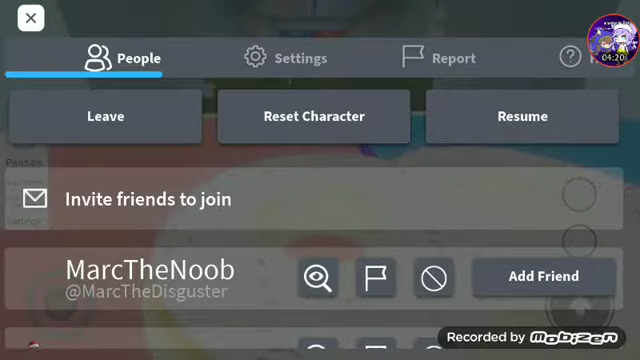 People
Settings
Report
04:20
Leave
Reset Character
Resume
Invite friends to join
MarcTheNoob
@MarcTheDisguster
Add Friend
Recorded by Mobizen